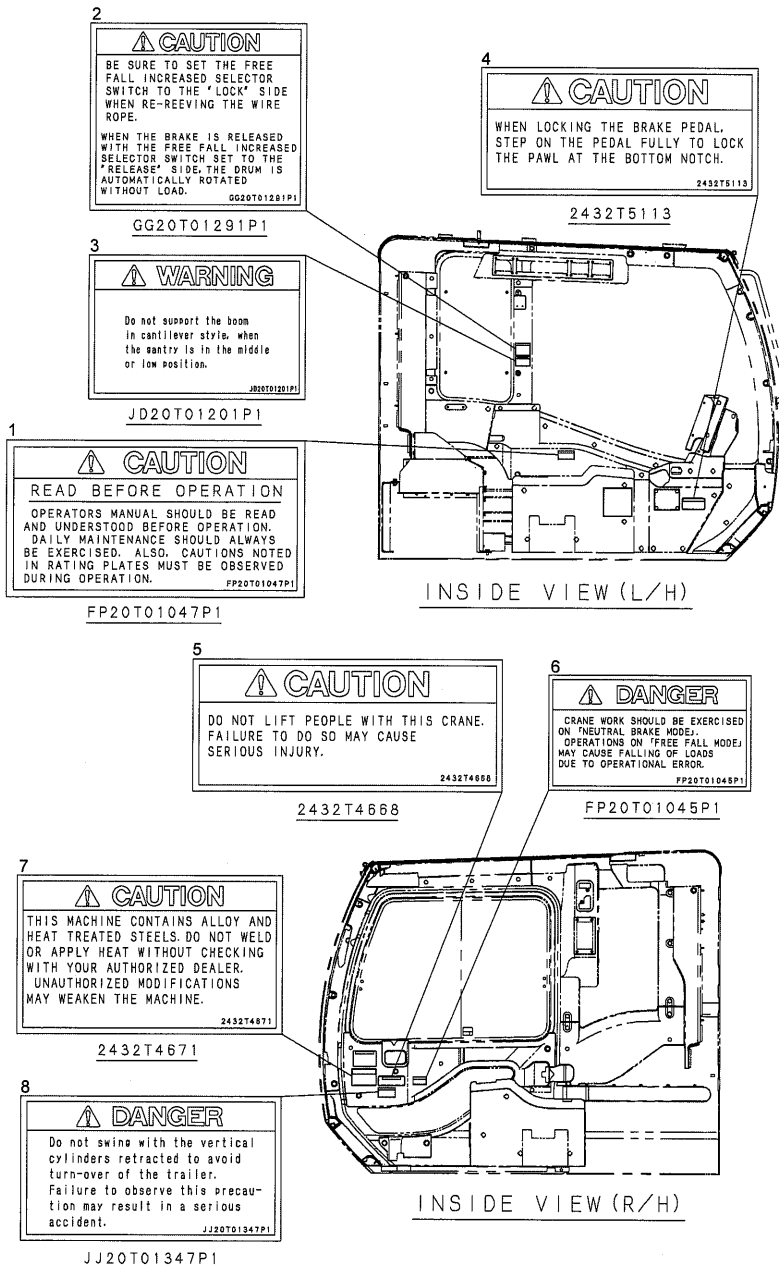 2
CAUTION
BE SURE TO SET THE FREE
FALL INCREASED SELECTOR
SWITCH TO THE "LOCK" SIDE
WHEN RE-REEVING THE WIRE
ROPE.
WHEN THE BRAKE IS RELEASED
WITH THE FREE FALL INCREASED
SELECTOR SWITCH SET TO THE
"RELEASE" SIDE, THE DRUM IS
AUTOMATICALLY ROTATED
WITHOUT LOAD.
GG20T01291P1
GG20T01291P1
4
CAUTION
WHEN LOCKING THE BRAKE PEDAL,
STEP ON THE PEDAL FULLY TO LOCK
THE PAWL AT THE BOTTOM NOTCH.
2432T5113
2432T5113
3
WARNING
Do not support the boom
in cantilever style, when
the gantry is in the middle
or low position.
JD20T01201P1
JD20T01201P1
1
CAUTION
READ BEFORE OPERATION
OPERATORS MANUAL SHOULD BE READ
AND UNDERSTOOD BEFORE OPERATION.
DAILY MAINTENANCE SHOULD ALWAYS
BE EXERCISED. ALSO, CAUTIONS NOTED
IN RATING PLATES MUST BE OBSERVED
DURING OPERATION.
FP20T01047P1
FP20T01047P1
INSIDE VIEW (L/H)
5
CAUTION
DO NOT LIFT PEOPLE WITH THIS CRANE.
FAILURE TO DO SO MAY CAUSE
SERIOUS INJURY.
2432T4668
2432T4668
6
DANGER
CRANE WORK SHOULD BE EXERCISED
ON「NEUTRAL BRAKE MODE」.
OPERATIONS ON「FREE FALL MODE」
MAY CAUSE FALLING OF LOADS
DUE TO OPERATIONAL ERROR.
FP20T01045P1
FP20T01045P1
7
CAUTION
THIS MACHINE CONTAINS ALLOY AND
HEAT TREATED STEELS. DO NOT WELD
OR APPLY HEAT WITHOUT CHECKING
WITH YOUR AUTHORIZED DEALER.
UNAUTHORIZED MODIFICATIONS
MAY WEAKEN THE MACHINE.
2432T4671
2432T4671
8
DANGER
Do not swing with the vertical
cylinders retracted to avoid
turn-over of the trailer.
Failure to observe this precau-
tion may result in a serious
accident.
JJ20T01347P1
JJ20T01347P1
INSIDE VIEW (R/H)